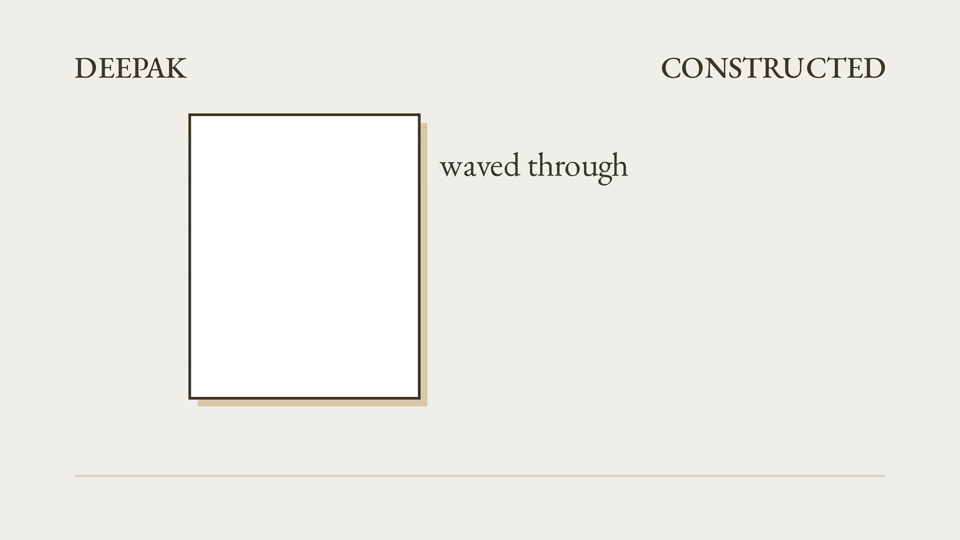 DEEPAK
CONSTRUCTED
waved through